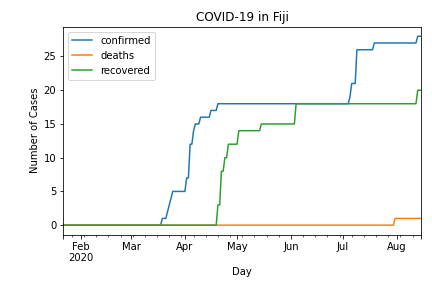 COVID-19 in Fiji
confirmed
deaths
recovered
Number of Cases
25
20
15
10
5
0
Feb
2020
Mar
Apr
May
Jun
Jul
Aug
Day